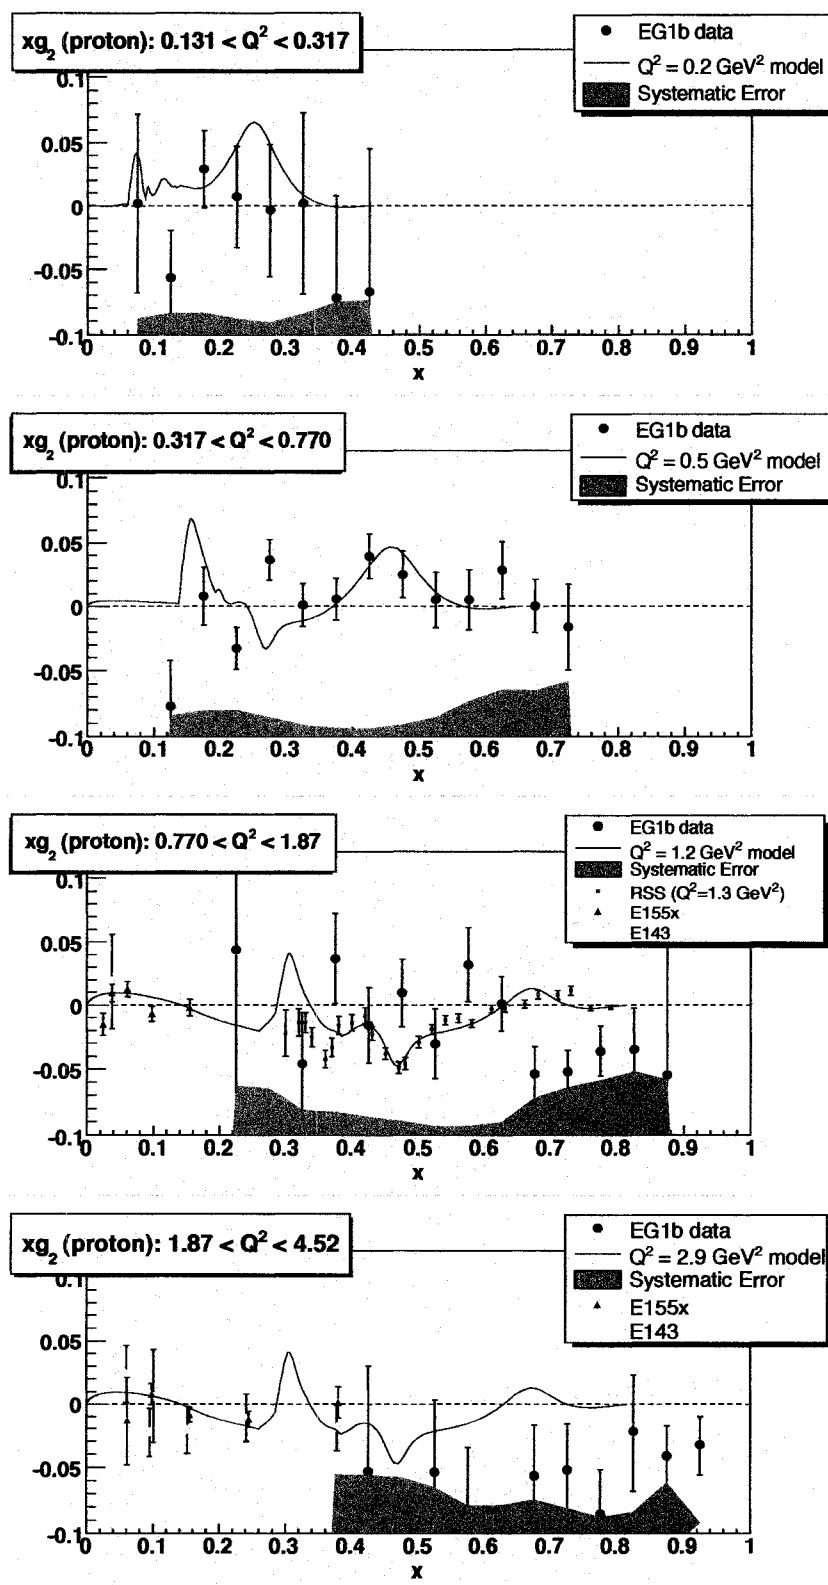 xg2 (proton): 0.131 < Q² < 0.317
EG1b data
Q² = 0.2 GeV² model
Systematic Error
0.1
0.05
0
-0.05
-0.1
0 0.1 0.2 0.3 0.4 0.5 0.6 0.7 0.8 0.9 1
x
xg2 (proton): 0.317 < Q² < 0.770
EG1b data
Q² = 0.5 GeV² model
Systematic Error
0.1
0.05
0
-0.05
-0.1
0 0.1 0.2 0.3 0.4 0.5 0.6 0.7 0.8 0.9 1
x
xg2 (proton): 0.770 < Q² < 1.87
EG1b data
Q² = 1.2 GeV² model
Systematic Error
RSS (Q²=1.3 GeV²)
E155x
E143
0.1
0.05
0
-0.05
-0.1
0 0.1 0.2 0.3 0.4 0.5 0.6 0.7 0.8 0.9 1
x
xg2 (proton): 1.87 < Q² < 4.52
EG1b data
Q² = 2.9 GeV² model
Systematic Error
E155x
E143
0.1
0.05
0
-0.05
-0.1
0 0.1 0.2 0.3 0.4 0.5 0.6 0.7 0.8 0.9 1
x